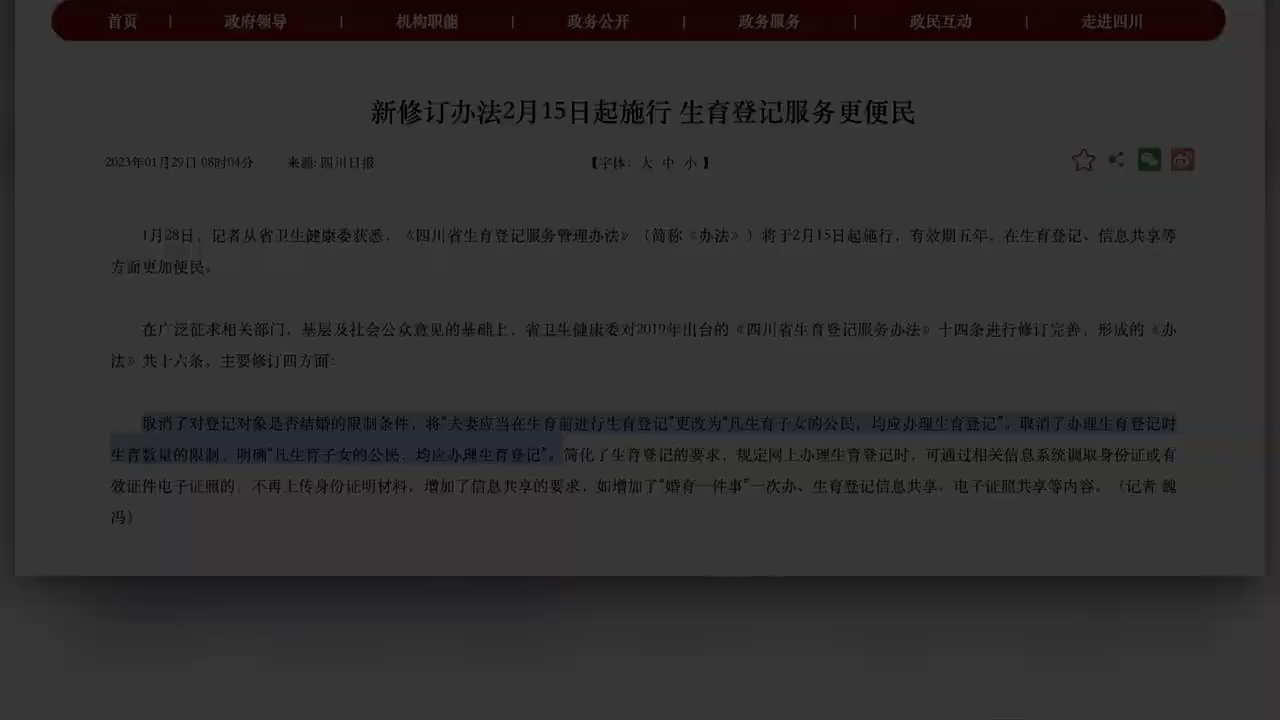 首页 | 政府领导 | 机构职能 | 政务公开 | 政务服务 | 政民互动 | 走进四川
新修订办法2月15日起施行 生育登记服务更便民
2023年01月29日 08时04分 来源: 四川日报 【字体：大 中 小 】
1月28日，记者从省卫生健康委获悉，《四川省生育登记服务管理办法》（简称《办法》）将于2月15日起施行，有效期五年，在生育登记、信息共享等
方面更加便民。
在广泛征求相关部门、基层及社会公众意见的基础上，省卫生健康委对2019年出台的《四川省生育登记服务办法》十四条进行修订完善，形成的《办
法》共十六条，主要修订四方面：
取消了对登记对象是否结婚的限制条件，将“夫妻应当在生育前进行生育登记”更改为“凡生育子女的公民，均应办理生育登记”。取消了办理生育登记时
生育数量的限制，明确“凡生育子女的公民，均应办理生育登记”。简化了生育登记的要求，规定网上办理生育登记时，可通过相关信息系统调取身份证或有
效证件电子证照的，不再上传身份证明材料。增加了信息共享的要求，如增加了“婚育一件事”一次办、生育登记信息共享、电子证照共享等内容。（记者 魏
冯）